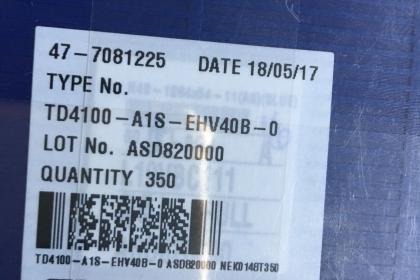 47-7081225 DATE 18/05/17
TYPE No.
TD4100-A1S-EHV40B-0
LOT No. ASD820000
QUANTITY 350
TD4100-A1S-EHV40B-0 ASD820000 NEK0148T350